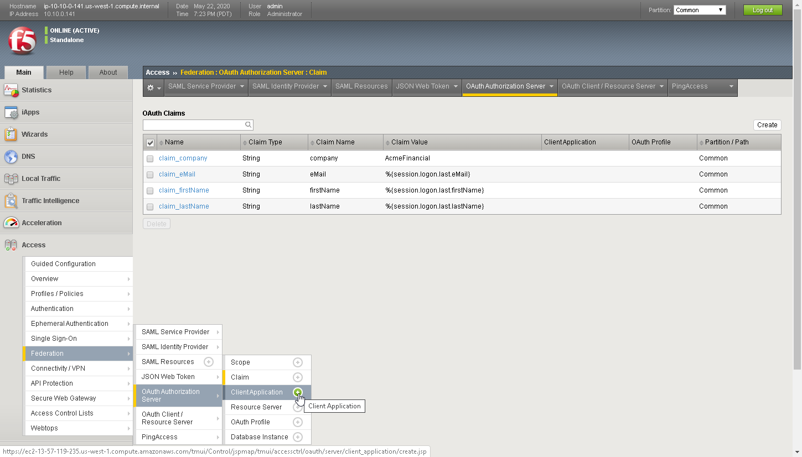 Hostname ip-10-10-0-141.us-west-1.compute.internal Date May 22, 2020 User admin Partition: Common Log out
IP Address 10.10.0.141 Time 7:23 PM (PDT) Role Administrator
f5
ONLINE (ACTIVE)
Standalone
Main Help About
Access ›› Federation : OAuth Authorization Server : Claim
SAML Service Provider SAML Identity Provider SAML Resources JSON Web Token OAuth Authorization Server OAuth Client / Resource Server PingAccess
Statistics
iApps
Wizards
DNS
Local Traffic
Traffic Intelligence
Acceleration
Access
OAuth Claims
Create
Name Claim Type Claim Name Claim Value Client Application OAuth Profile Partition / Path
claim_company String company AcmeFinancial Common
claim_eMail String eMail %{session.logon.last.eMail} Common
claim_firstName String firstName %{session.logon.last.firstName} Common
claim_lastName String lastName %{session.logon.last.lastName} Common
Delete...
Guided Configuration
Overview
Profiles / Policies
Authentication
Ephemeral Authentication
Single Sign-On
Federation
Connectivity / VPN
API Protection
Secure Web Gateway
Access Control Lists
Webtops
SAML Service Provider
SAML Identity Provider
SAML Resources
JSON Web Token
OAuth Authorization
Server
OAuth Client /
Resource Server
PingAccess
Scope
Claim
Client Application
Resource Server
OAuth Profile
Database Instance
Client Application
https://ec2-13-57-119-235.us-west-1.compute.amazonaws.com/tmui/Control/jspmap/tmui/accessctrl/oauth/server/client_application/create.jsp